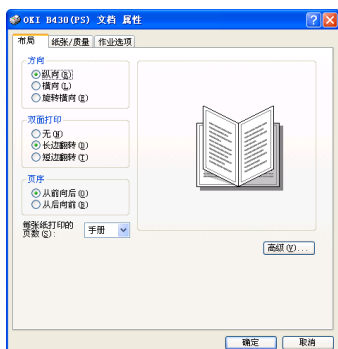 OKI B430(PS) 文档 属性
布局 纸张/质量 作业选项
方向
纵向(R)
横向(L)
旋转横向(E)
双面打印
无(N)
长边翻转(O)
短边翻转(T)
页序
从前向后(D)
从后向前(B)
每张纸打印的
页数(S): 手册
高级(V)...
确定 取消